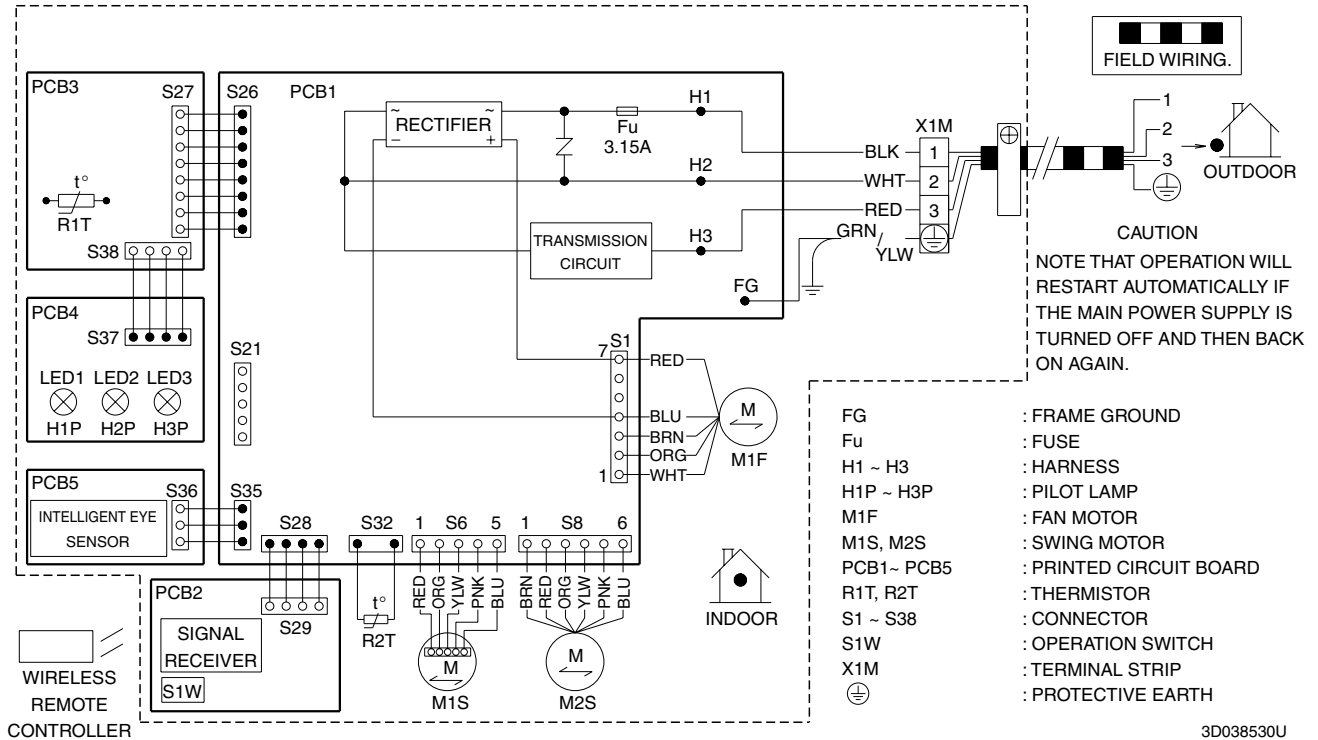 PCB3
S27
S26
PCB1
~
RECTIFIER
~
−
+
Fu
3.15A
H1
H2
TRANSMISSION
CIRCUIT
H3
FG
t°
R1T
S38
PCB4
S37
LED1 LED2 LED3
H1P H2P H3P
S21
PCB5
S36
S35
INTELLIGENT EYE
SENSOR
S28
S32
1 S6 5
1 S8 6
PCB2
S29
SIGNAL
RECEIVER
S1W
t°
R2T
RED
ORG
YLW
PNK
BLU
M
M1S
BRN
RED
ORG
YLW
PNK
BLU
M
M2S
S1
7
RED
BLU
BRN
ORG
1
WHT
M
M1F
X1M
BLK 1
WHT 2
RED 3
GRN/
YLW
FIELD WIRING.
1
2
3
OUTDOOR
CAUTION
NOTE THAT OPERATION WILL
RESTART AUTOMATICALLY IF
THE MAIN POWER SUPPLY IS
TURNED OFF AND THEN BACK
ON AGAIN.
INDOOR
WIRELESS
REMOTE
CONTROLLER
FG : FRAME GROUND
Fu : FUSE
H1 ~ H3 : HARNESS
H1P ~ H3P : PILOT LAMP
M1F : FAN MOTOR
M1S, M2S : SWING MOTOR
PCB1~ PCB5 : PRINTED CIRCUIT BOARD
R1T, R2T : THERMISTOR
S1 ~ S38 : CONNECTOR
S1W : OPERATION SWITCH
X1M : TERMINAL STRIP
: PROTECTIVE EARTH
3D038530U